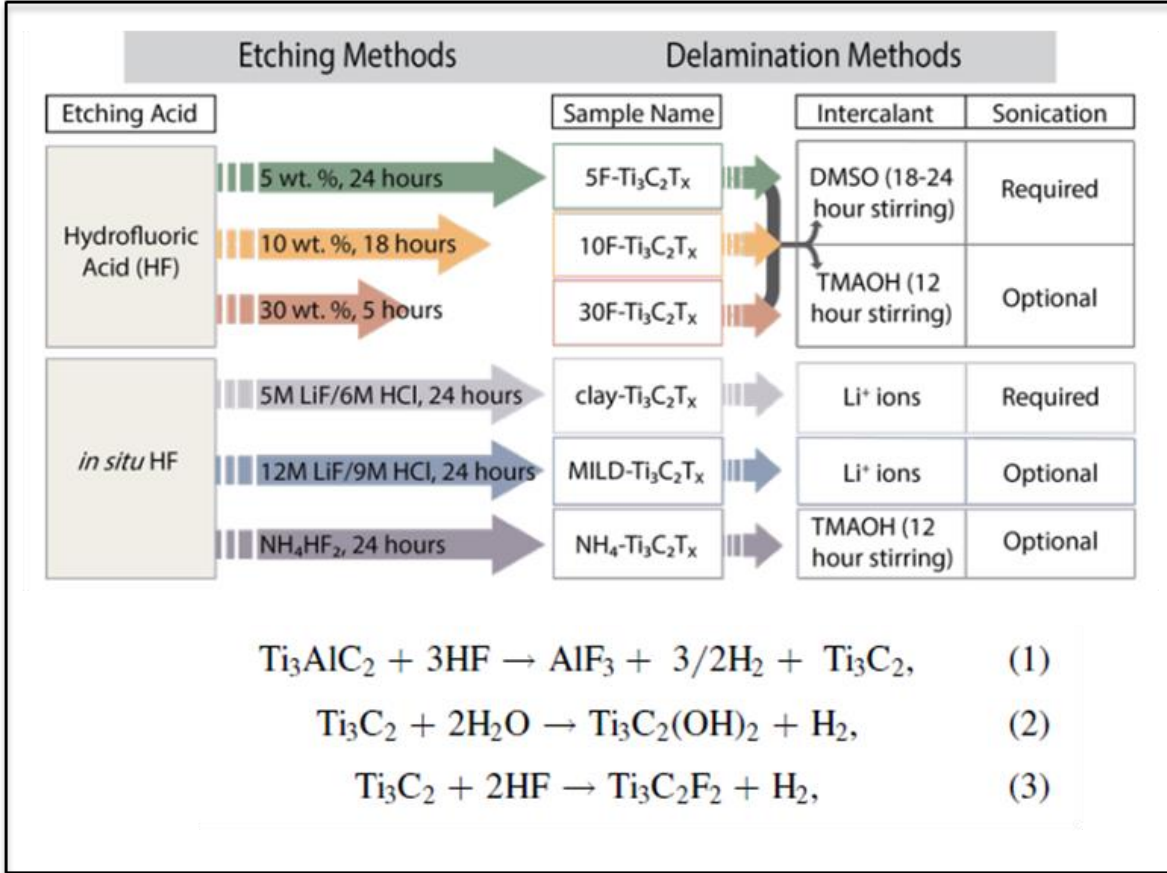 Etching Methods Delamination Methods
Etching Acid Sample Name Intercalant Sonication
Hydrofluoric
Acid (HF)
5 wt. %, 24 hours
10 wt. %, 18 hours
30 wt. %, 5 hours
5F-Ti₃C₂Tₓ
10F-Ti₃C₂Tₓ
30F-Ti₃C₂Tₓ
DMSO (18-24
hour stirring)
Required
TMAOH (12
hour stirring)
Optional
in situ HF
5M LiF/6M HCl, 24 hours
clay-Ti₃C₂Tₓ
Li⁺ ions
Required
12M LiF/9M HCl, 24 hours
MILD-Ti₃C₂Tₓ
Li⁺ ions
Optional
NH₄HF₂, 24 hours
NH₄-Ti₃C₂Tₓ
TMAOH (12
hour stirring)
Optional
Ti₃AlC₂ + 3HF → AlF₃ + 3/2H₂ + Ti₃C₂, (1)
Ti₃C₂ + 2H₂O → Ti₃C₂(OH)₂ + H₂, (2)
Ti₃C₂ + 2HF → Ti₃C₂F₂ + H₂, (3)